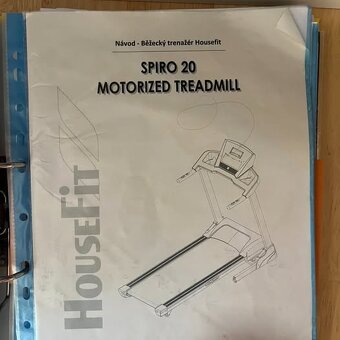 Návod - Běžecký trenažér Housefit
SPIRO 20
MOTORIZED TREADMILL
HOUSEFIT